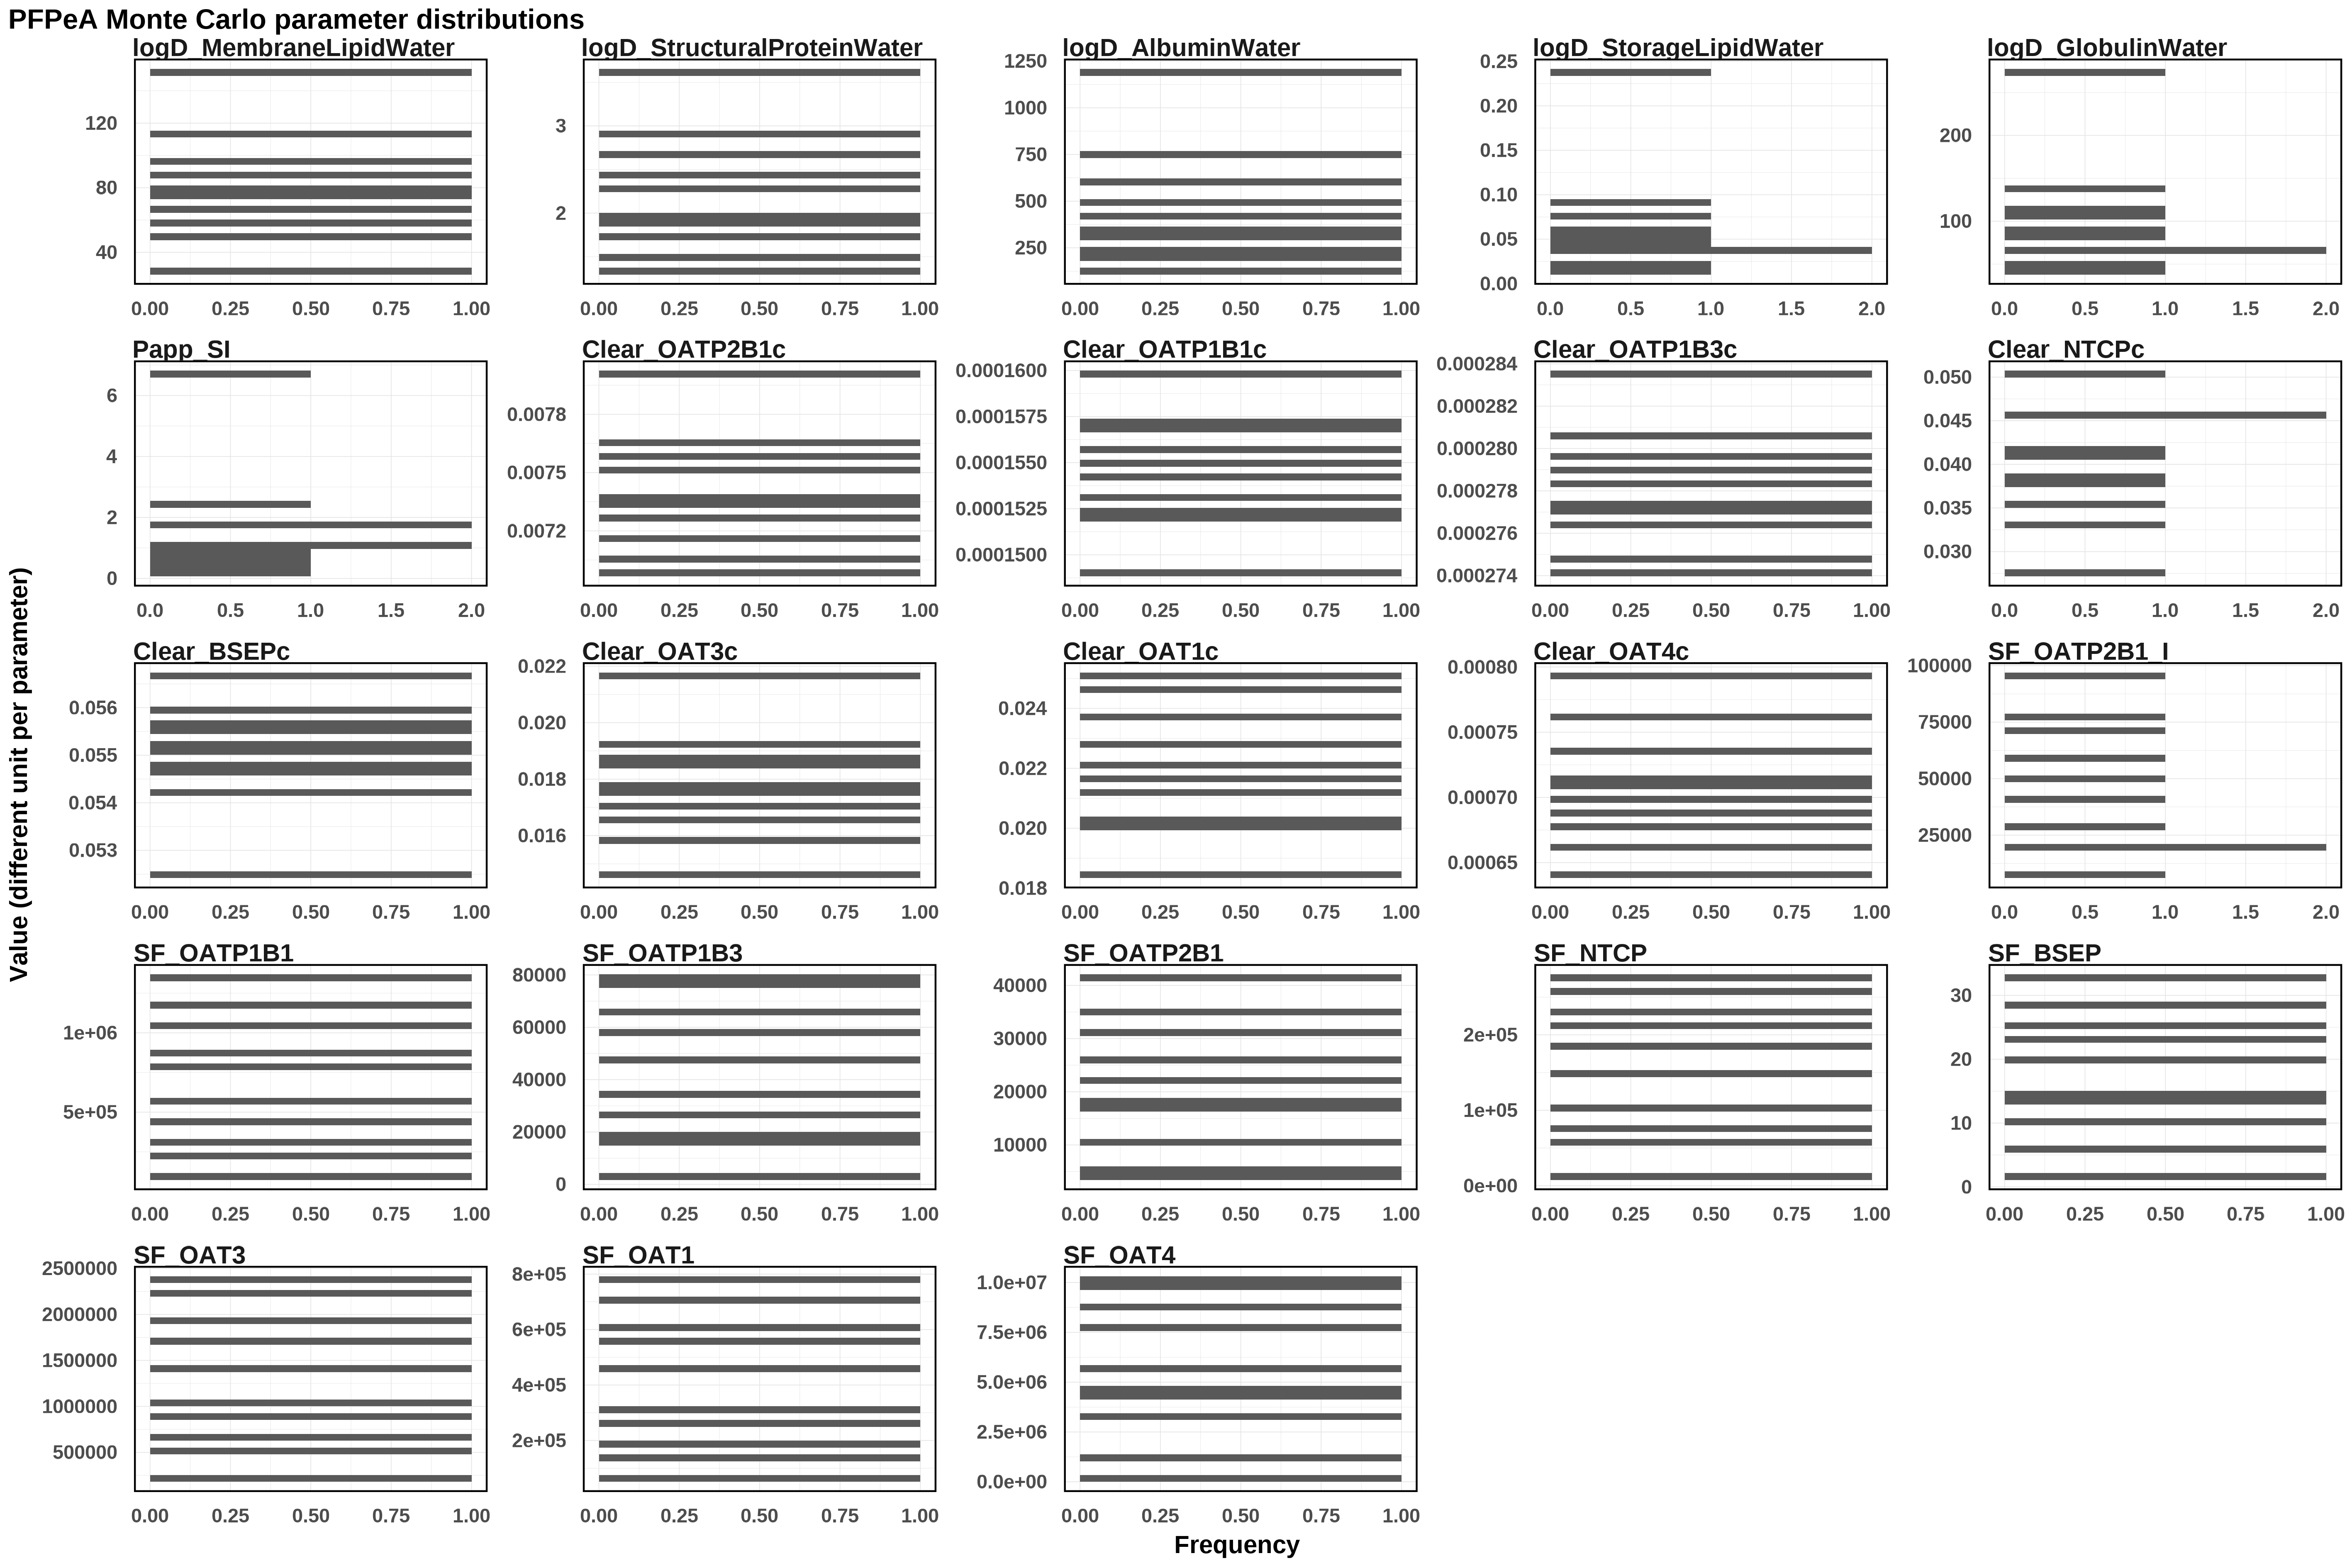 PFPeA Monte Carlo parameter distributions
logD_MembraneLipidWater
logD_StructuralProteinWater
logD_AlbuminWater
logD_StorageLipidWater
logD_GlobulinWater
120
80
40
0.00 0.25 0.50 0.75 1.00
3
2
0.00 0.25 0.50 0.75 1.00
1250
1000
750
500
250
0.00 0.25 0.50 0.75 1.00
0.25
0.20
0.15
0.10
0.05
0.00
0.0 0.5 1.0 1.5 2.0
200
100
0.0 0.5 1.0 1.5 2.0
Papp_SI
Clear_OATP2B1c
Clear_OATP1B1c
Clear_OATP1B3c
Clear_NTCPc
6
4
2
0
0.0 0.5 1.0 1.5 2.0
0.0078
0.0075
0.0072
0.00 0.25 0.50 0.75 1.00
0.0001600
0.0001575
0.0001550
0.0001525
0.0001500
0.00 0.25 0.50 0.75 1.00
0.000284
0.000282
0.000280
0.000278
0.000276
0.000274
0.00 0.25 0.50 0.75 1.00
0.050
0.045
0.040
0.035
0.030
0.0 0.5 1.0 1.5 2.0
Value (different unit per parameter)
Clear_BSEPc
Clear_OAT3c
Clear_OAT1c
Clear_OAT4c
SF_OATP2B1_I
0.056
0.055
0.054
0.053
0.00 0.25 0.50 0.75 1.00
0.022
0.020
0.018
0.016
0.00 0.25 0.50 0.75 1.00
0.024
0.022
0.020
0.018
0.00 0.25 0.50 0.75 1.00
0.00080
0.00075
0.00070
0.00065
0.00 0.25 0.50 0.75 1.00
100000
75000
50000
25000
0.0 0.5 1.0 1.5 2.0
SF_OATP1B1
SF_OATP1B3
SF_OATP2B1
SF_NTCP
SF_BSEP
1e+06
5e+05
0.00 0.25 0.50 0.75 1.00
80000
60000
40000
20000
0
0.00 0.25 0.50 0.75 1.00
40000
30000
20000
10000
0.00 0.25 0.50 0.75 1.00
2e+05
1e+05
0e+00
0.00 0.25 0.50 0.75 1.00
30
20
10
0
0.00 0.25 0.50 0.75 1.00
SF_OAT3
SF_OAT1
SF_OAT4
2500000
2000000
1500000
1000000
500000
0.00 0.25 0.50 0.75 1.00
8e+05
6e+05
4e+05
2e+05
0.00 0.25 0.50 0.75 1.00
1.0e+07
7.5e+06
5.0e+06
2.5e+06
0.0e+00
0.00 0.25 0.50 0.75 1.00
Frequency